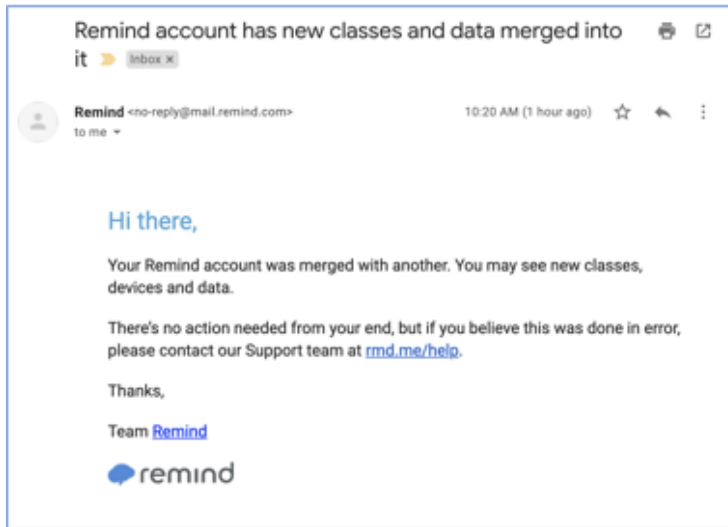 Remind account has new classes and data merged into
it Inbox x
Remind <no-reply@mail.remind.com> 10:20 AM (1 hour ago)
to me
Hi there,
Your Remind account was merged with another. You may see new classes,
devices and data.
There's no action needed from your end, but if you believe this was done in error,
please contact our Support team at rmd.me/help.
Thanks,
Team Remind
remind